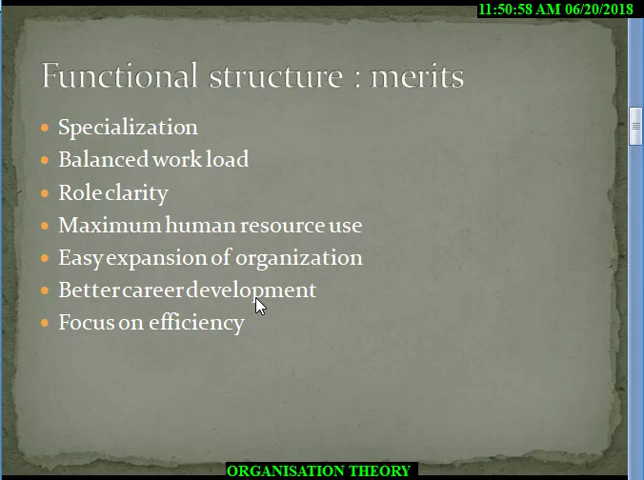 11:50:58 AM 06/20/2018
Functional structure : merits
Specialization
Balanced work load
Role clarity
Maximum human resource use
Easy expansion of organization
Better career development
Focus on efficiency
ORGANISATION THEORY